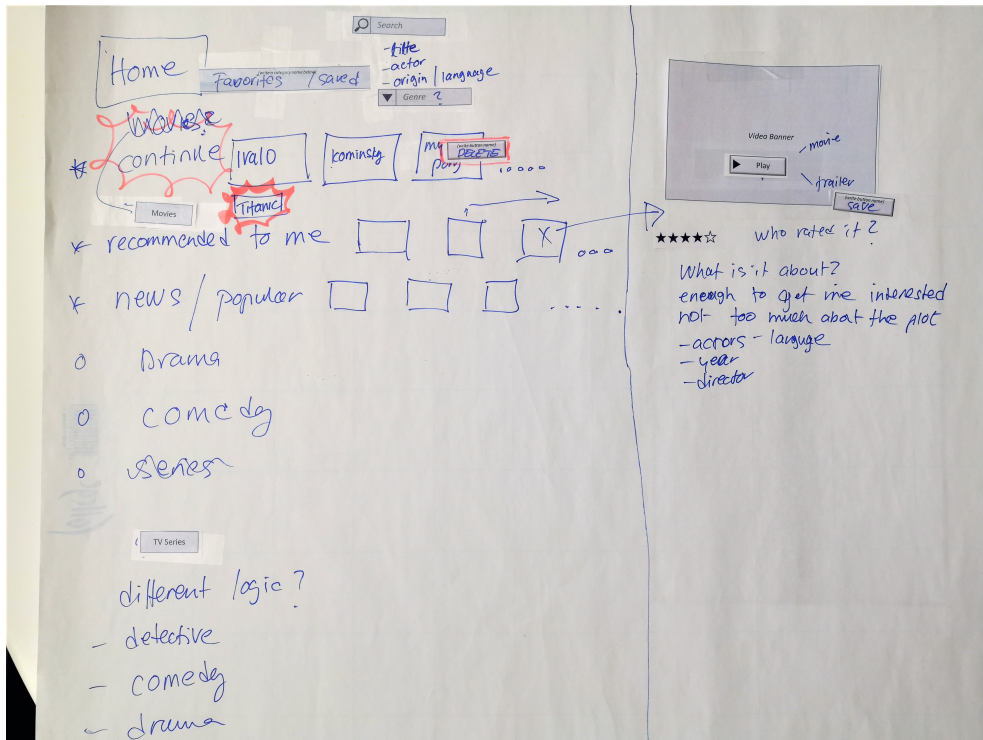 Search
- title
- actor
- origin / language
Genre ?
Home
Favorites / saved
continue
Ivalo
Kominsky
my
DELETE
.....
Movies
Titanic
* recommended to me
X
...
* news / popular
.....
o Drama
o comedy
o series
TV Series
different logic ?
- detective
- comedy
- drama
Video Banner
Play
- movie
trailer
save
who rated it ?
What is it about?
enough to get me interested
not too much about the plot
- actors - languge
- year
- director